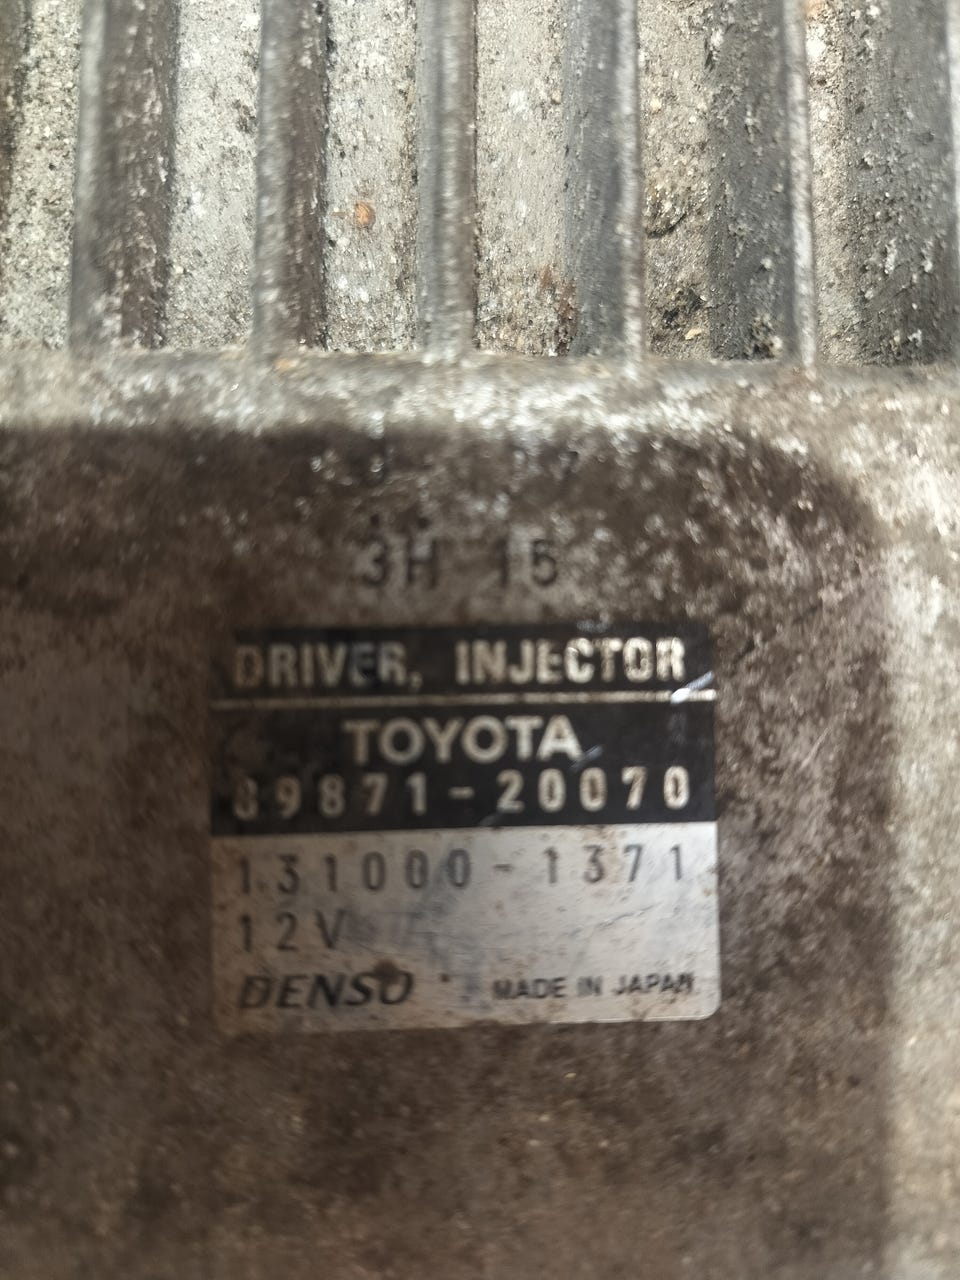 3H 15
DRIVER, INJECTOR
TOYOTA
89871-20070
131000-1371
12V
DENSO MADE IN JAPAN